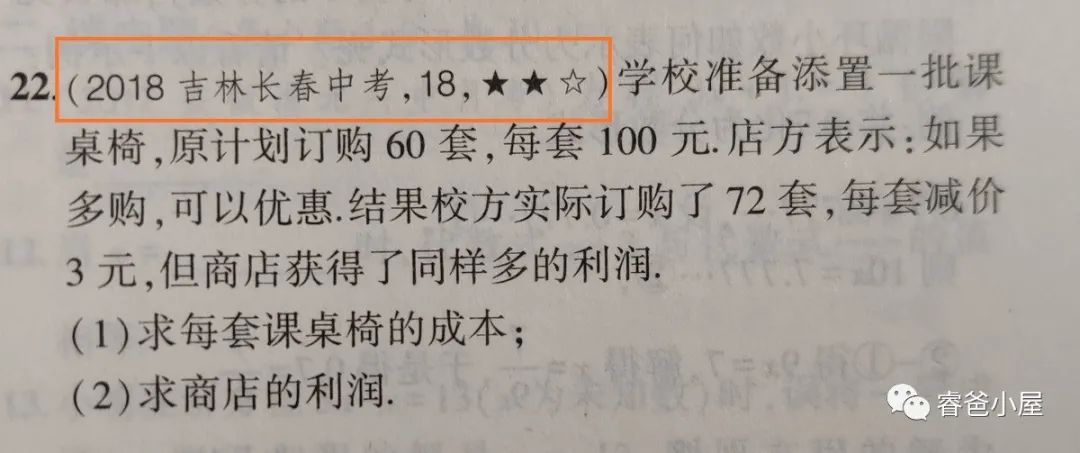 22.(2018 吉林长春中考,18,★★☆)学校准备添置一批课
桌椅,原计划订购 60 套,每套 100 元.店方表示:如果
多购,可以优惠.结果校方实际订购了 72 套,每套减价
3 元,但商店获得了同样多的利润.
(1)求每套课桌椅的成本;
(2)求商店的利润.
睿爸小屋